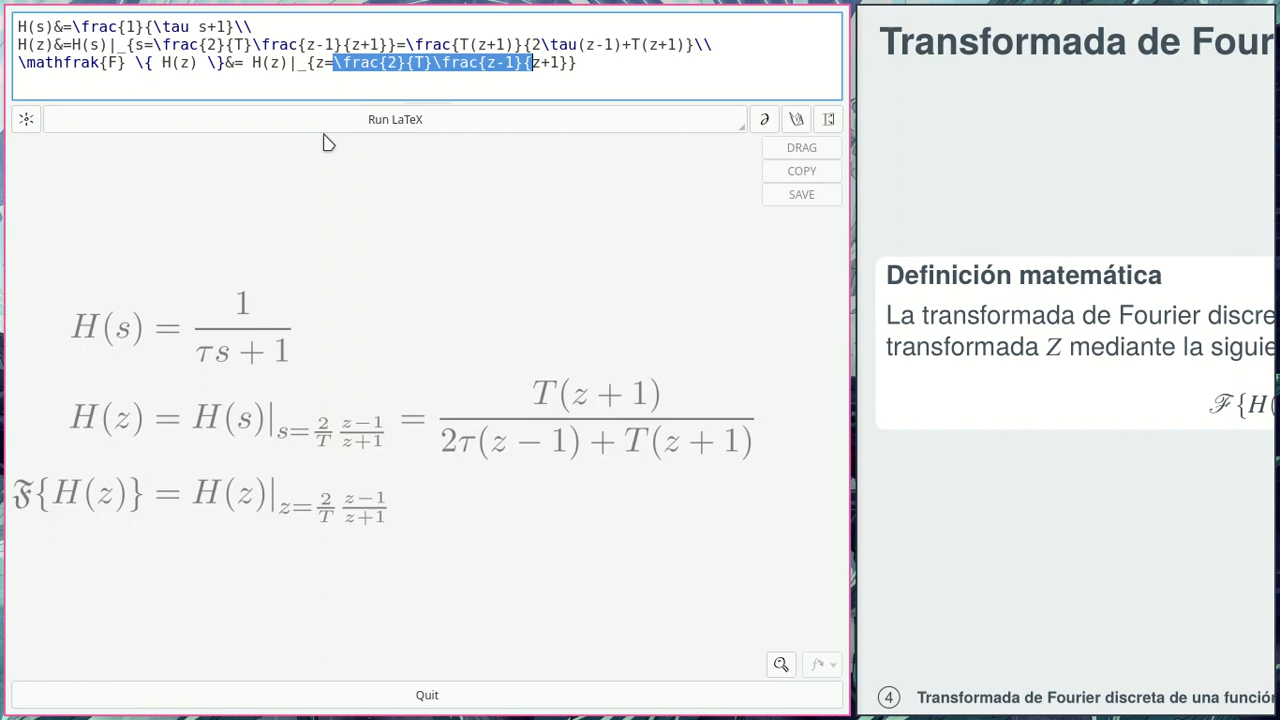 H(s)&=\frac{1}{\tau s+1}\\
H(z)&=H(s)|_{s=\frac{2}{T}\frac{z-1}{z+1}}=\frac{T(z+1)}{2\tau(z-1)+T(z+1)}\\
\mathfrak{F} \{ H(z) \}&= H(z)|_{z=\frac{2}{T}\frac{z-1}{z+1}}
Run LaTeX
DRAG
COPY
SAVE
H(s) = 1 / τs + 1
H(z) = H(s)|s=2/T z−1/z+1 = T(z + 1) / 2τ(z − 1) + T(z + 1)
𝔉{H(z)} = H(z)|z=2/T z−1/z+1
Quit
Transformada de Four
Definición matemática
La transformada de Fourier discre
transformada Z mediante la siguie
ℱ{H(
4 Transformada de Fourier discreta de una función